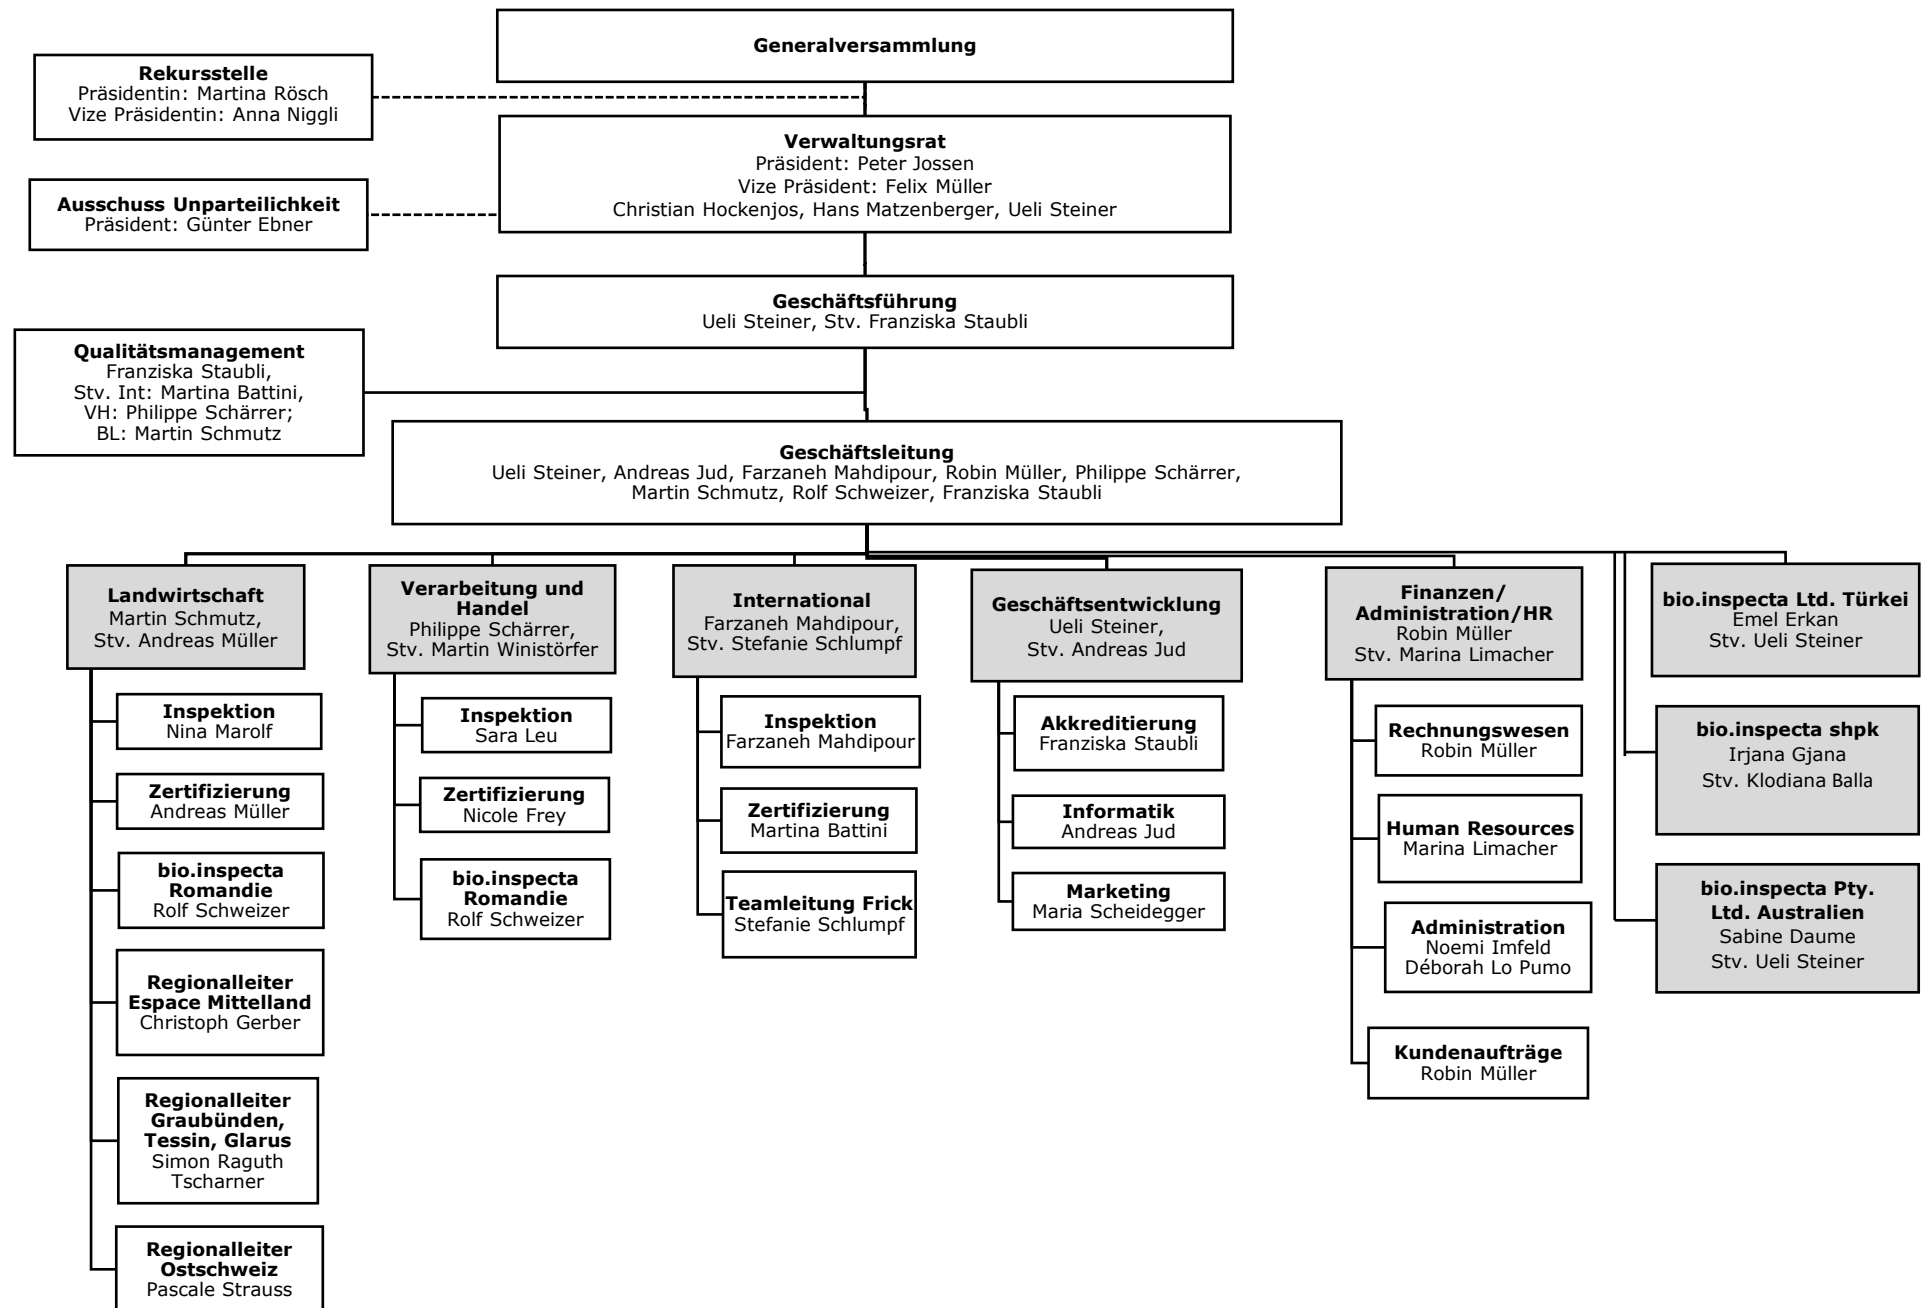 Generalversammlung
Rekursstelle
Präsidentin: Martina Rösch
Vize Präsidentin: Anna Niggli
Verwaltungsrat
Präsident: Peter Jossen
Vize Präsident: Felix Müller
Christian Hockenjos, Hans Matzenberger, Ueli Steiner
Ausschuss Unparteilichkeit
Präsident: Günter Ebner
Geschäftsführung
Ueli Steiner, Stv. Franziska Staubli
Qualitätsmanagement
Franziska Staubli,
Stv. Int: Martina Battini,
VH: Philippe Schärrer;
BL: Martin Schmutz
Geschäftsleitung
Ueli Steiner, Andreas Jud, Farzaneh Mahdipour, Robin Müller, Philippe Schärrer,
Martin Schmutz, Rolf Schweizer, Franziska Staubli
Landwirtschaft
Martin Schmutz,
Stv. Andreas Müller
Inspektion
Nina Marolf
Zertifizierung
Andreas Müller
bio.inspecta
Romandie
Rolf Schweizer
Regionalleiter
Espace Mittelland
Christoph Gerber
Regionalleiter
Graubünden,
Tessin, Glarus
Simon Raguth
Tscharner
Regionalleiter
Ostschweiz
Pascale Strauss
Verarbeitung und
Handel
Philippe Schärrer,
Stv. Martin Winistörfer
Inspektion
Sara Leu
Zertifizierung
Nicole Frey
bio.inspecta
Romandie
Rolf Schweizer
International
Farzaneh Mahdipour,
Stv. Stefanie Schlumpf
Inspektion
Farzaneh Mahdipour
Zertifizierung
Martina Battini
Teamleitung Frick
Stefanie Schlumpf
Geschäftsentwicklung
Ueli Steiner,
Stv. Andreas Jud
Akkreditierung
Franziska Staubli
Informatik
Andreas Jud
Marketing
Maria Scheidegger
Finanzen/
Administration/HR
Robin Müller
Stv. Marina Limacher
Rechnungswesen
Robin Müller
Human Resources
Marina Limacher
Administration
Noemi Imfeld
Déborah Lo Pumo
Kundenaufträge
Robin Müller
bio.inspecta Ltd. Türkei
Emel Erkan
Stv. Ueli Steiner
bio.inspecta shpk
Irjana Gjana
Stv. Klodiana Balla
bio.inspecta Pty.
Ltd. Australien
Sabine Daume
Stv. Ueli Steiner